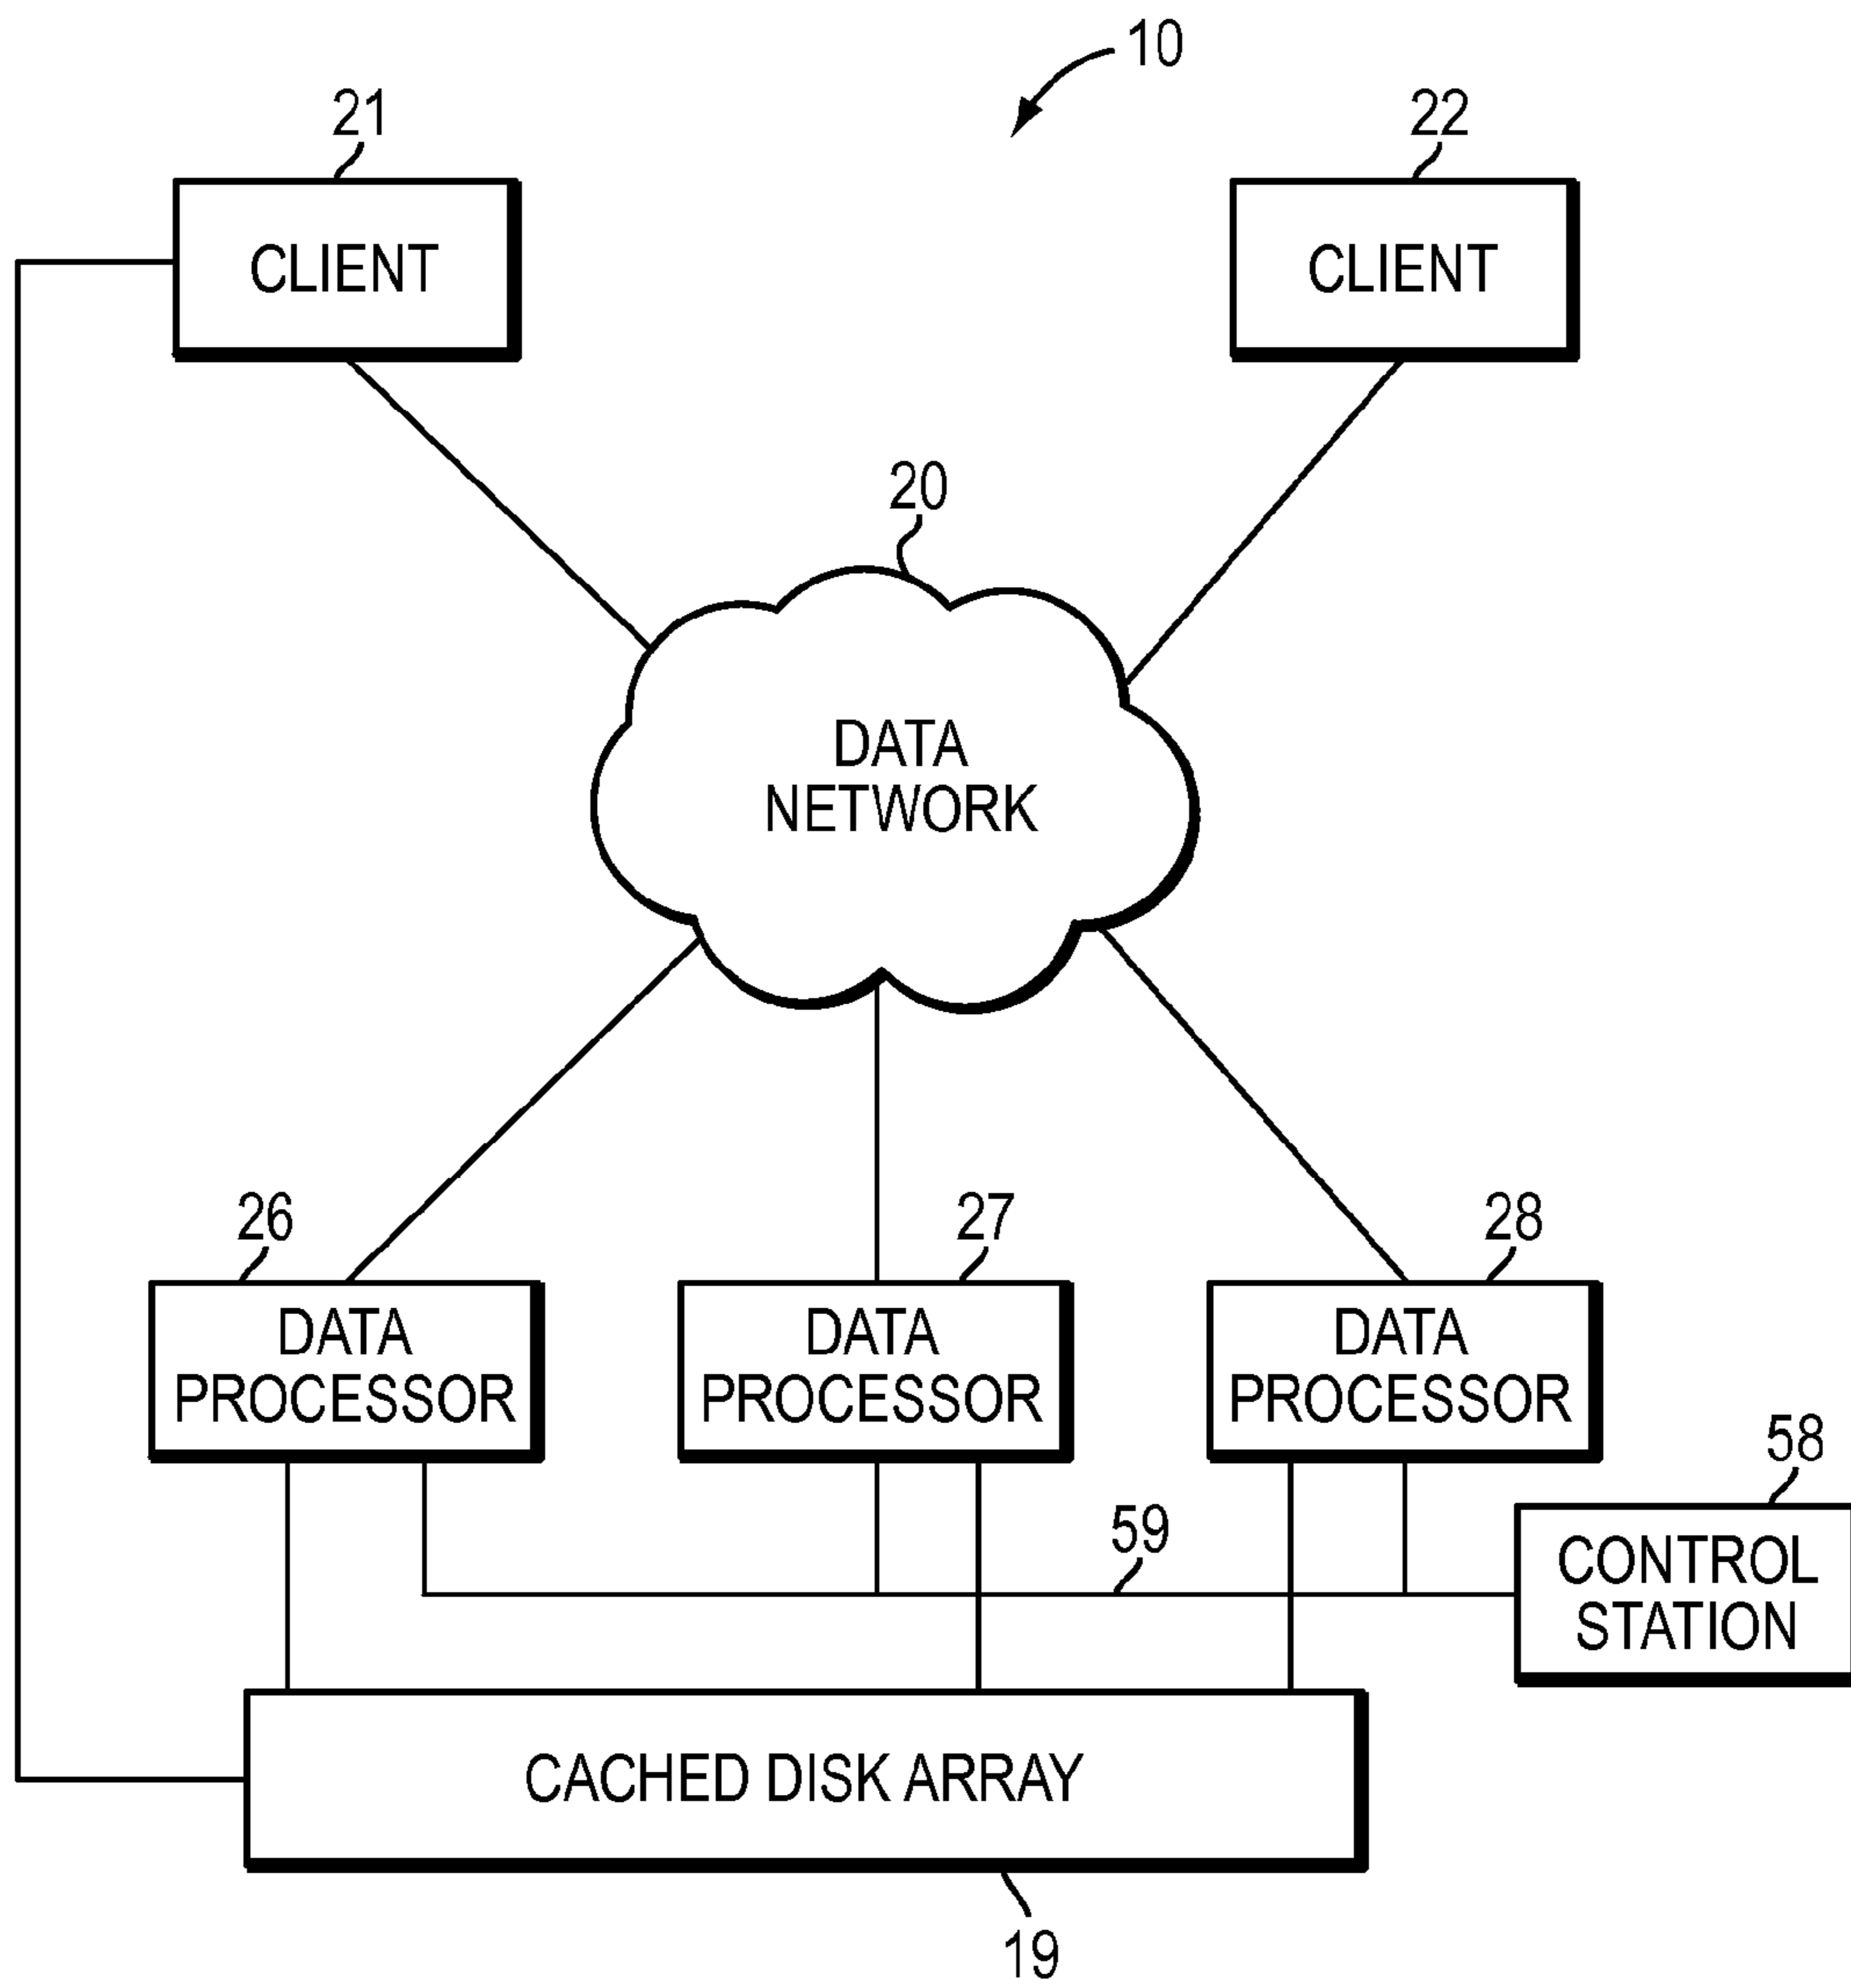 10
21
22
CLIENT
CLIENT
20
DATA
NETWORK
26
27
28
DATA
PROCESSOR
DATA
PROCESSOR
DATA
PROCESSOR
58
59
CONTROL
STATION
CACHED DISK ARRAY
19